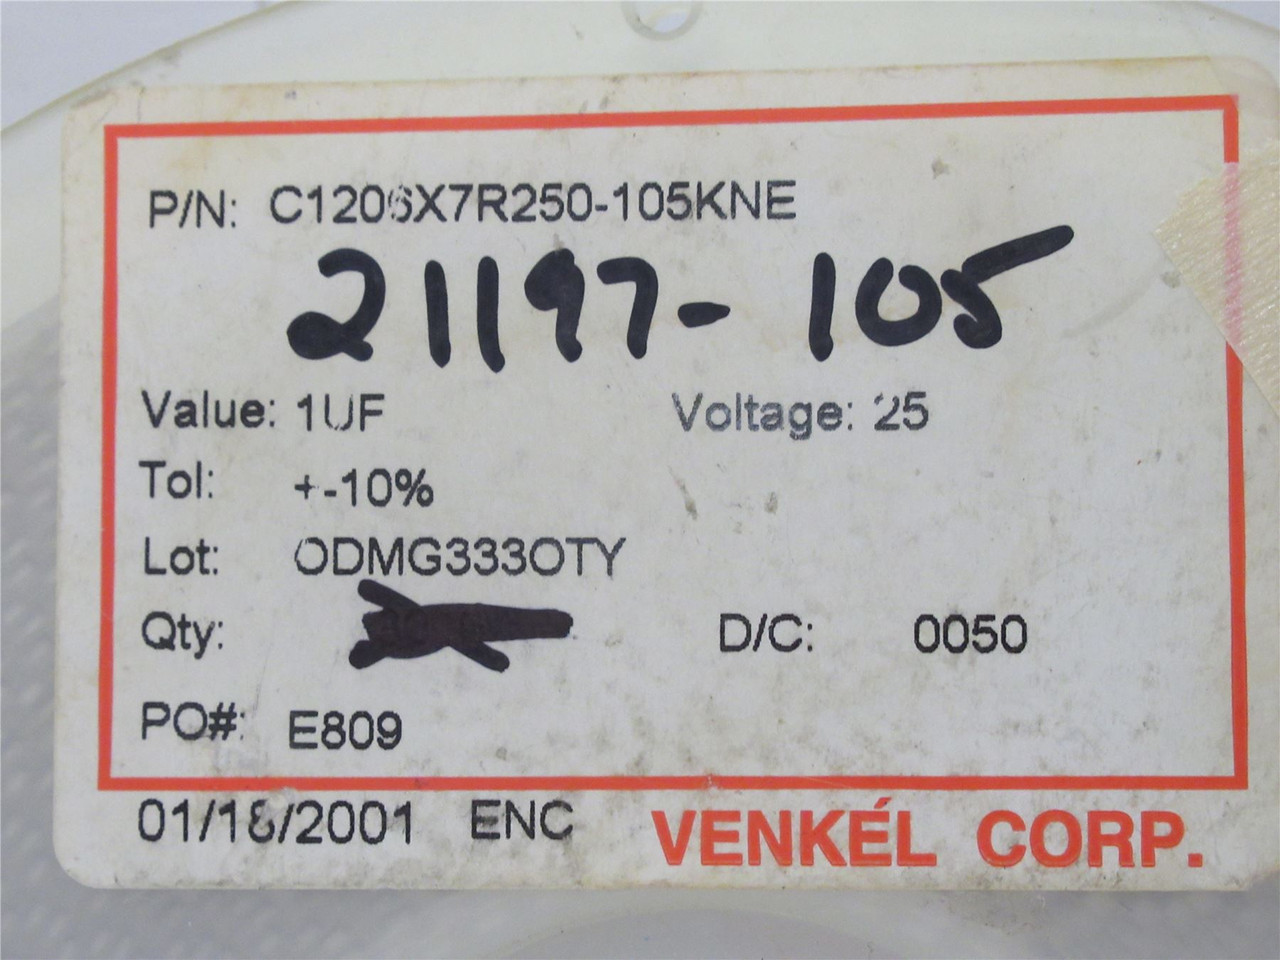 P/N: C1206X7R250-105KNE
21197-105
Value: 1UF Voltage: 25
Tol: +-10%
Lot: ODMG333OTY
Qty: D/C: 0050
PO#: E809
01/18/2001 ENC VENKÉL CORP.